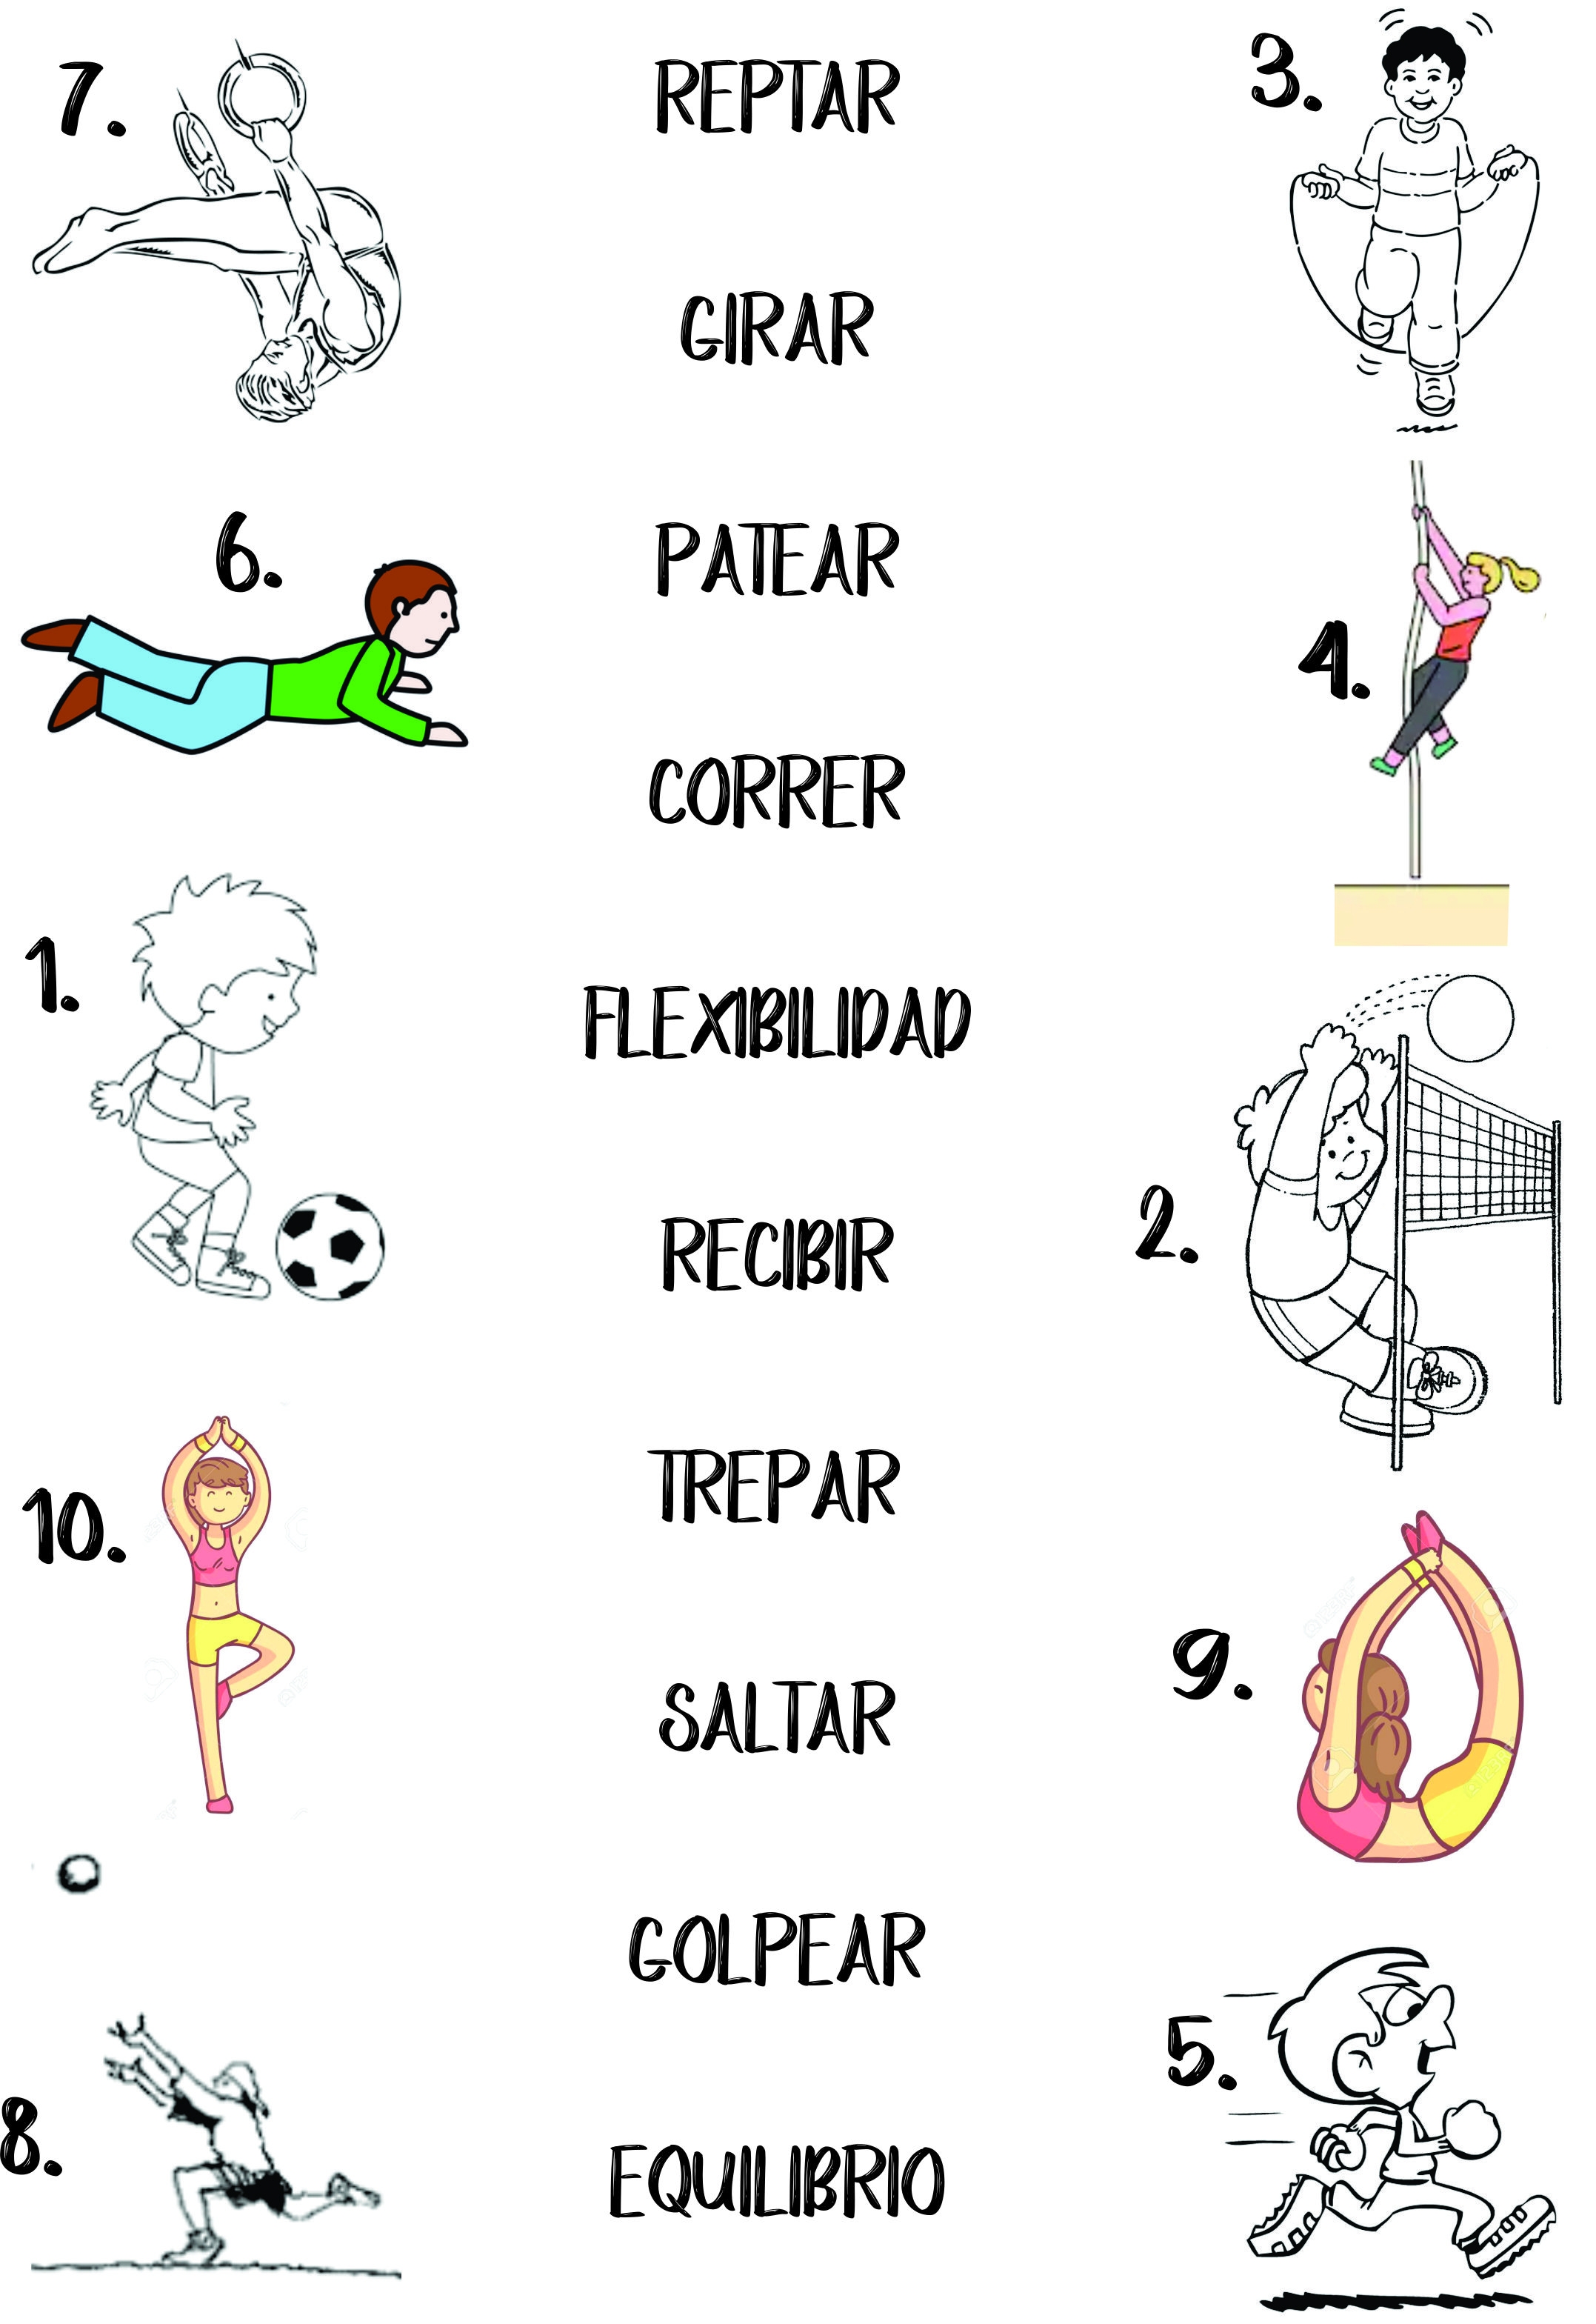 7.
REPTAR
3.
GIRAR
6.
PATEAR
4.
CORRER
1.
FLEXIBILIDAD
2.
RECIBIR
10.
TREPAR
9.
SALTAR
GOLPEAR
5.
8.
EQUILIBRIO